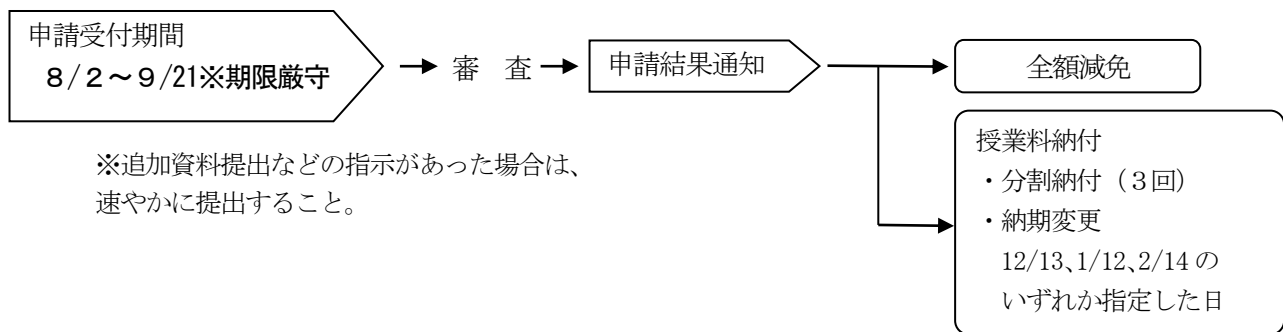 申請受付期間
８/２～９/21※期限厳守
審　査
申請結果通知
全額減免
※追加資料提出などの指示があった場合は、
速やかに提出すること。
授業料納付
・分割納付（３回）
・納期変更
12/13、1/12、2/14 の
いずれか指定した日